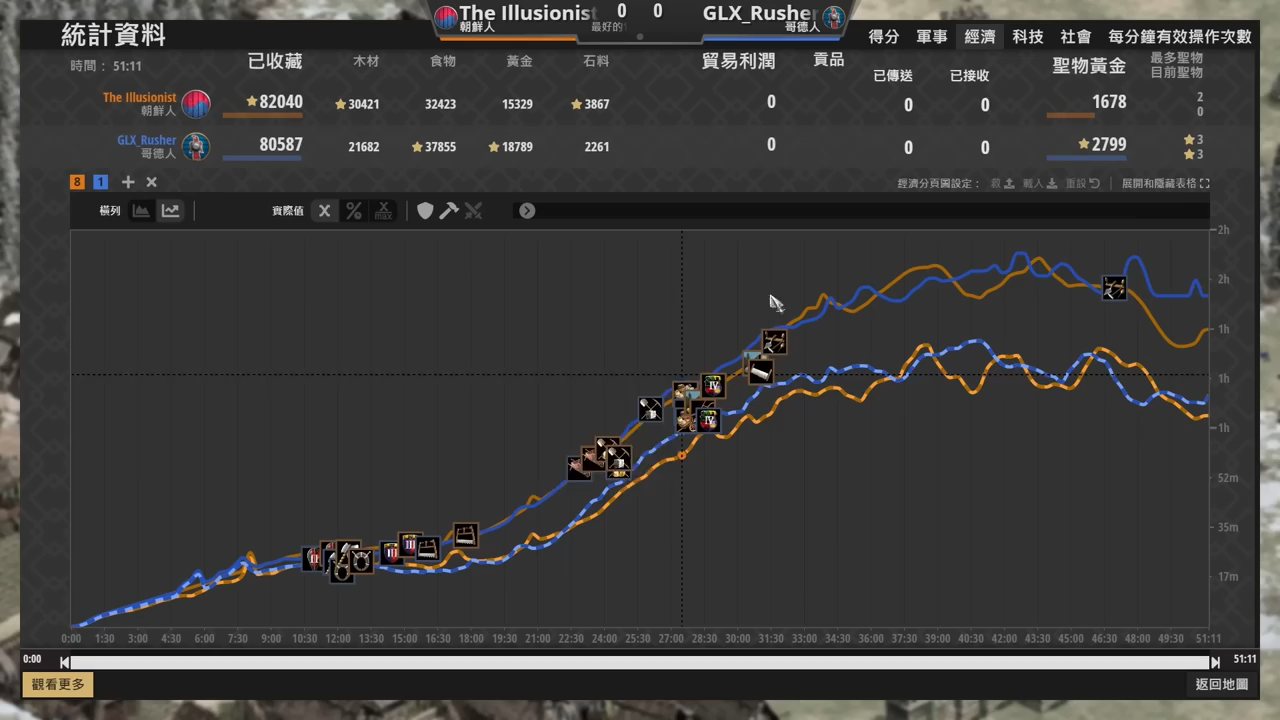 The Illusionist 0 0 GLX_Rusher
朝鮮人 最好的 哥德人
統計資料
得分 軍事 經濟 科技 社會 每分鐘有效操作次數
時間： 51:11 已收藏 木材 食物 黃金 石料 貿易利潤 貢品 已傳送 已接收 聖物黃金 最多聖物
目前聖物
The Illusionist
朝鮮人
82040 30421 32423 15329 3867 0 0 0 1678 2
0
GLX_Rusher
哥德人
80587 21682 37855 18789 2261 0 0 0 2799 3
3
8 1 + ×
經濟分頁圖設定： 載入 重設 展開和隱藏表格
橫列 實際值 X % X
max
2h
2h
1h
1h
1h
52m
35m
17m
II III III IV IV
0:00 1:30 3:00 4:30 6:00 7:30 9:00 10:30 12:00 13:30 15:00 16:30 18:00 19:30 21:00 22:30 24:00 25:30 27:00 28:30 30:00 31:30 33:00 34:30 36:00 37:30 39:00 40:30 42:00 43:30 45:00 46:30 48:00 49:30 51:11
0:00 51:11
觀看更多 返回地圖